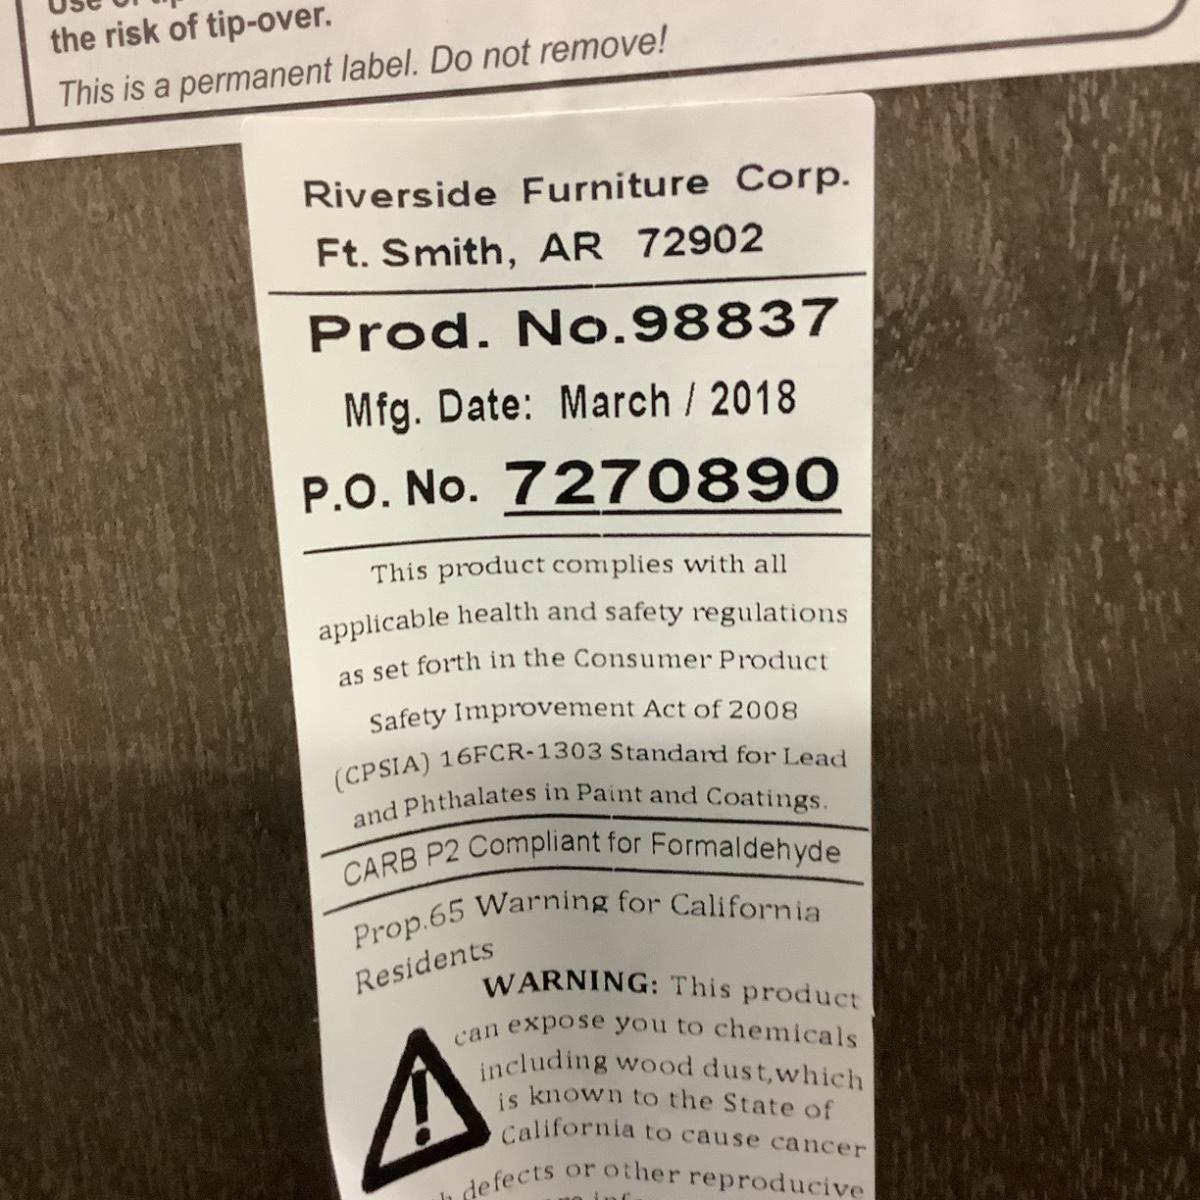 the risk of tip-over.
This is a permanent label. Do not remove!
Riverside Furniture Corp.
Ft. Smith, AR 72902
Prod. No.98837
Mfg. Date: March / 2018
P.O. No. 7270890
This product complies with all
applicable health and safety regulations
as set forth in the Consumer Product
Safety Improvement Act of 2008
(CPSIA) 16FCR-1303 Standard for Lead
and Phthalates in Paint and Coatings.
CARB P2 Compliant for Formaldehyde
Prop.65 Warning for California
Residents
WARNING: This product
can expose you to chemicals
including wood dust,which
is known to the State of
California to cause cancer
defects or other reproducive